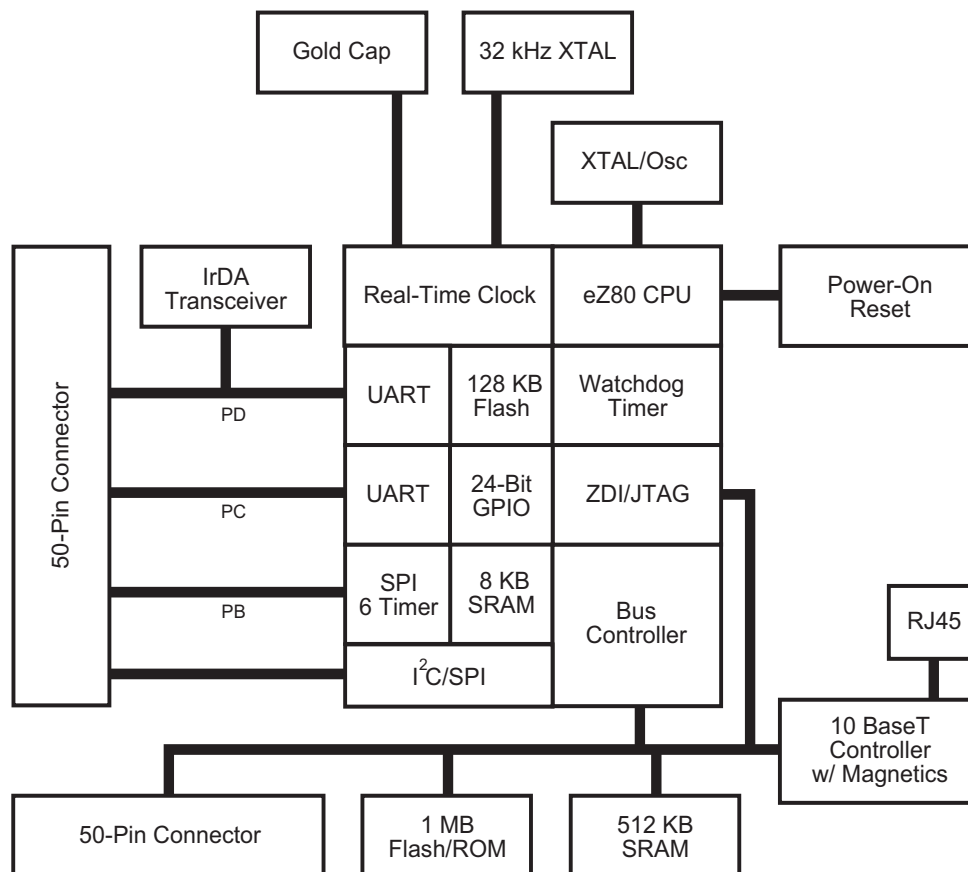 Gold Cap
32 kHz XTAL
XTAL/Osc
50-Pin Connector
IrDA
Transceiver
Real-Time Clock
eZ80 CPU
Power-On
Reset
PD
UART
128 KB
Flash
Watchdog
Timer
PC
UART
24-Bit
GPIO
ZDI/JTAG
PB
SPI
6 Timer
8 KB
SRAM
Bus
Controller
RJ45
I²C/SPI
10 BaseT
Controller
w/ Magnetics
50-Pin Connector
1 MB
Flash/ROM
512 KB
SRAM